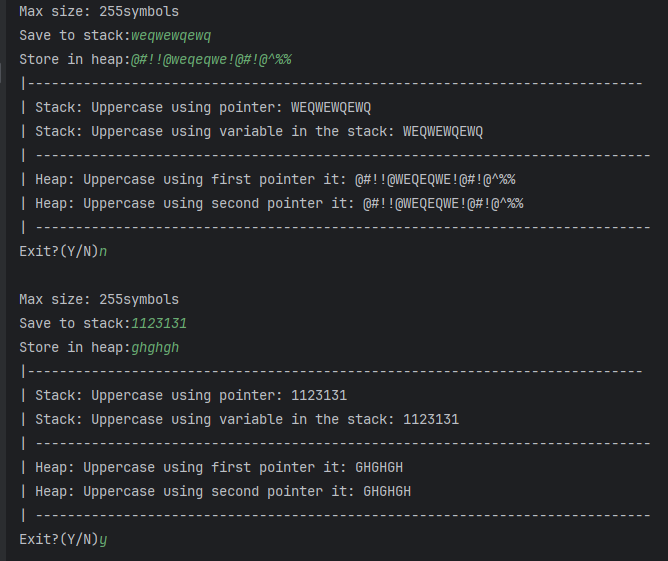 Max size: 255symbols
Save to stack:weqwewqewq
Store in heap:@#!!@weqeqwe!@#!@^%%
|-----------------------------------------------------------------------------
| Stack: Uppercase using pointer: WEQWEWQEWQ
| Stack: Uppercase using variable in the stack: WEQWEWQEWQ
| -----------------------------------------------------------------------------
| Heap: Uppercase using first pointer it: @#!!@WEQEQWE!@#!@^%%
| Heap: Uppercase using second pointer it: @#!!@WEQEQWE!@#!@^%%
| -----------------------------------------------------------------------------
Exit?(Y/N)n
Max size: 255symbols
Save to stack:1123131
Store in heap:ghghgh
|-----------------------------------------------------------------------------
| Stack: Uppercase using pointer: 1123131
| Stack: Uppercase using variable in the stack: 1123131
| -----------------------------------------------------------------------------
| Heap: Uppercase using first pointer it: GHGHGH
| Heap: Uppercase using second pointer it: GHGHGH
| -----------------------------------------------------------------------------
Exit?(Y/N)y